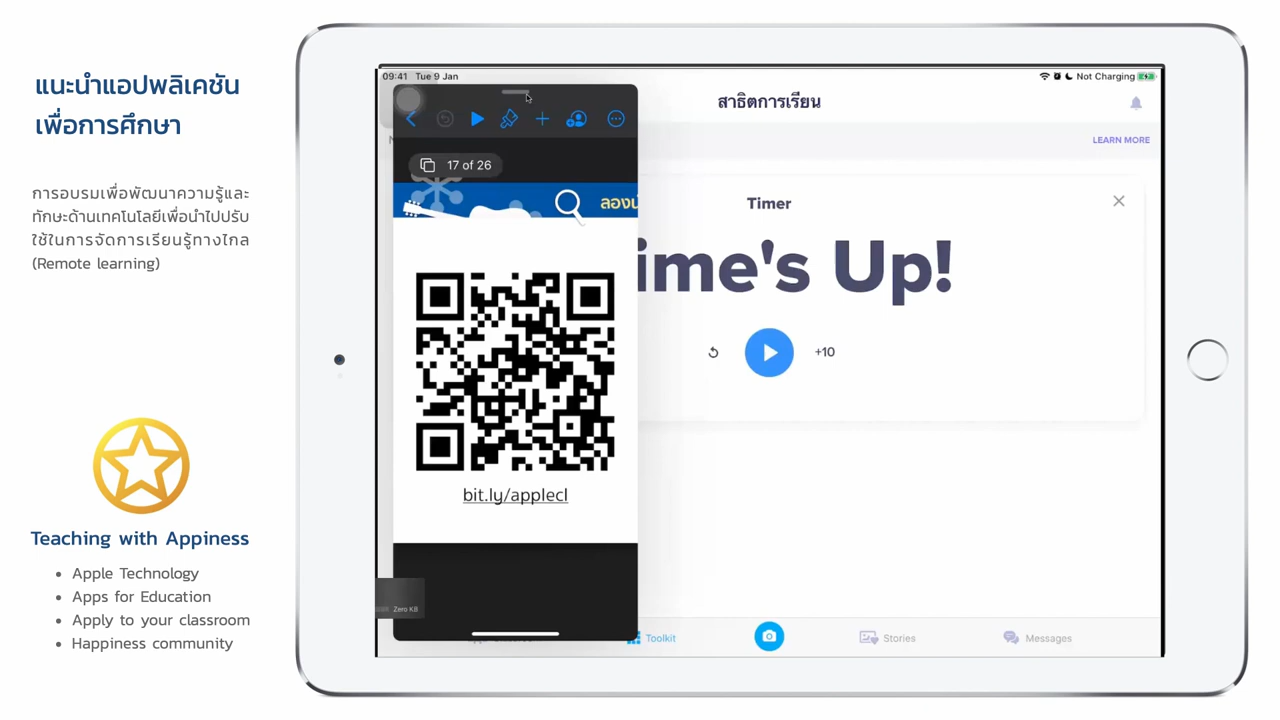 แนะนำแอปพลิเคชัน
เพื่อการศึกษา
การอบรมเพื่อพัฒนาความรู้และ
ทักษะด้านเทคโนโลยีเพื่อนำไปปรับ
ใช้ในการจัดการเรียนรู้ทางไกล
(Remote learning)
Teaching with Appiness
Apple Technology
Apps for Education
Apply to your classroom
Happiness community
09:41 Tue 9 Jan
Not Charging
สาธิตการเรียน
LEARN MORE
17 of 26
Timer
ime's Up!
+10
bit.ly/applecl
Zero KB
Toolkit
Stories
Messages